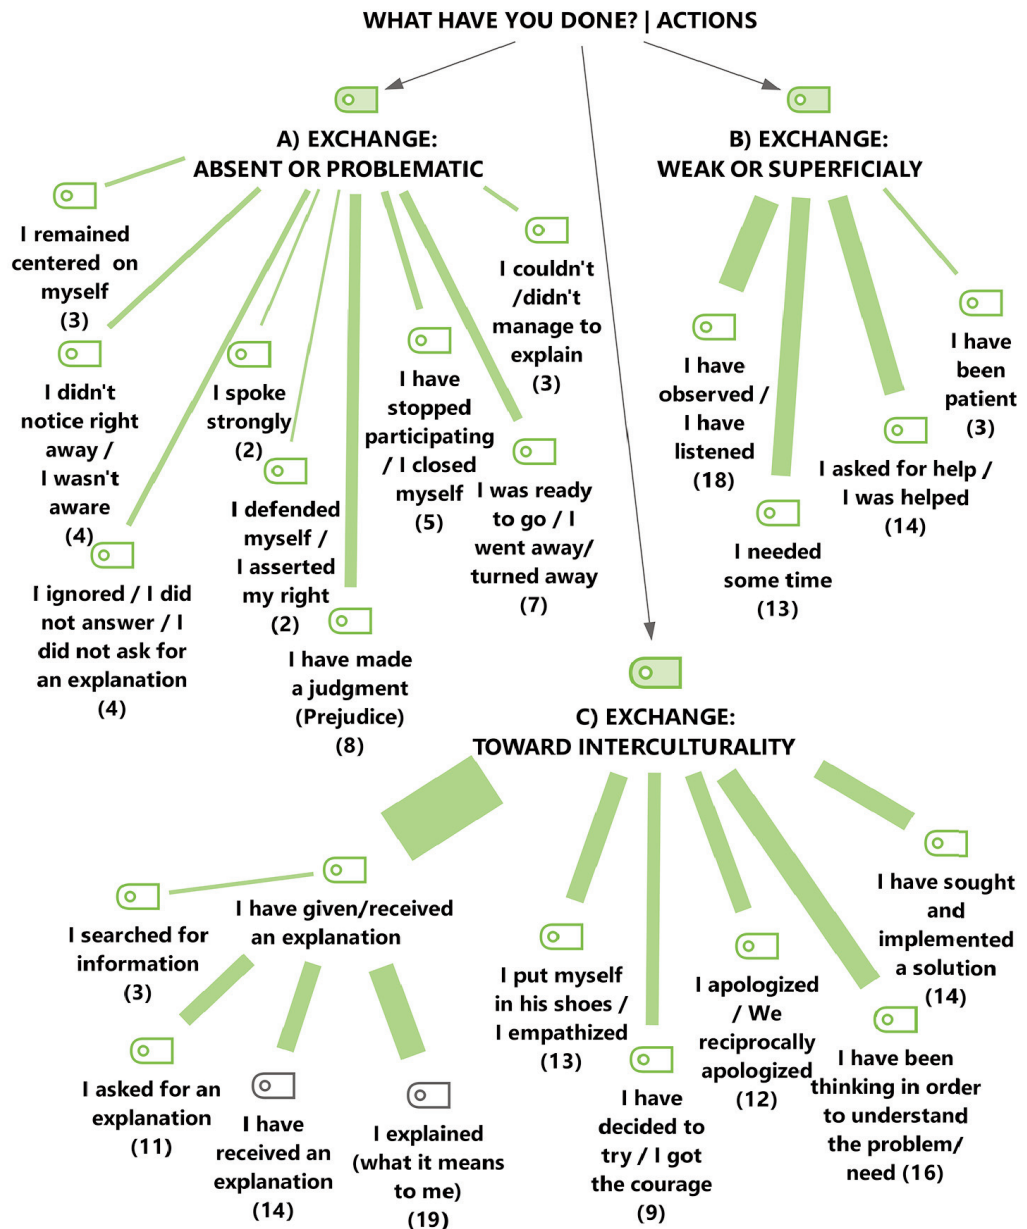 WHAT HAVE YOU DONE? | ACTIONS
A) EXCHANGE:
ABSENT OR PROBLEMATIC
B) EXCHANGE:
WEAK OR SUPERFICIALY
I remained
centered on
myself
(3)
I didn't
notice right
away /
I wasn't
aware
(4)
I ignored / I did
not answer / I
did not ask for
an explanation
(4)
I spoke
strongly
(2)
I defended
myself /
I asserted
my right
(2)
I have made
a judgment
(Prejudice)
(8)
I have
stopped
participating
/ I closed
myself
(5)
I was ready
to go / I
went away/
turned away
(7)
I couldn't
/didn't
manage to
explain
(3)
I have
observed /
I have
listened
(18)
I needed
some time
(13)
I asked for help /
I was helped
(14)
I have
been
patient
(3)
C) EXCHANGE:
TOWARD INTERCULTURALITY
I have given/received
an explanation
I searched for
information
(3)
I asked for an
explanation
(11)
I have
received an
explanation
(14)
I explained
(what it means
to me)
(19)
I put myself
in his shoes /
I empathized
(13)
I have
decided to
try / I got
the courage
(9)
I apologized
/ We
reciprocally
apologized
(12)
I have been
thinking in order
to understand
the problem/
need (16)
I have sought
and
implemented
a solution
(14)